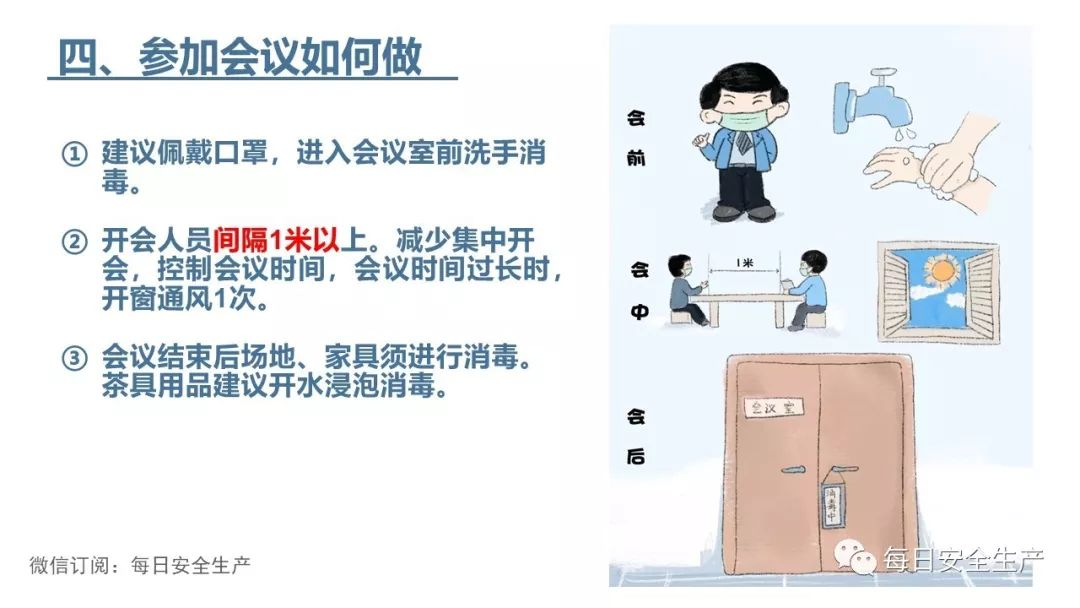 四、参加会议如何做
① 建议佩戴口罩，进入会议室前洗手消
毒。
② 开会人员间隔1米以上。减少集中开
会，控制会议时间，会议时间过长时，
开窗通风1次。
③ 会议结束后场地、家具须进行消毒。
茶具用品建议开水浸泡消毒。
会前
会中
1米
会后
会议室
消毒中
微信订阅：每日安全生产
每日安全生产